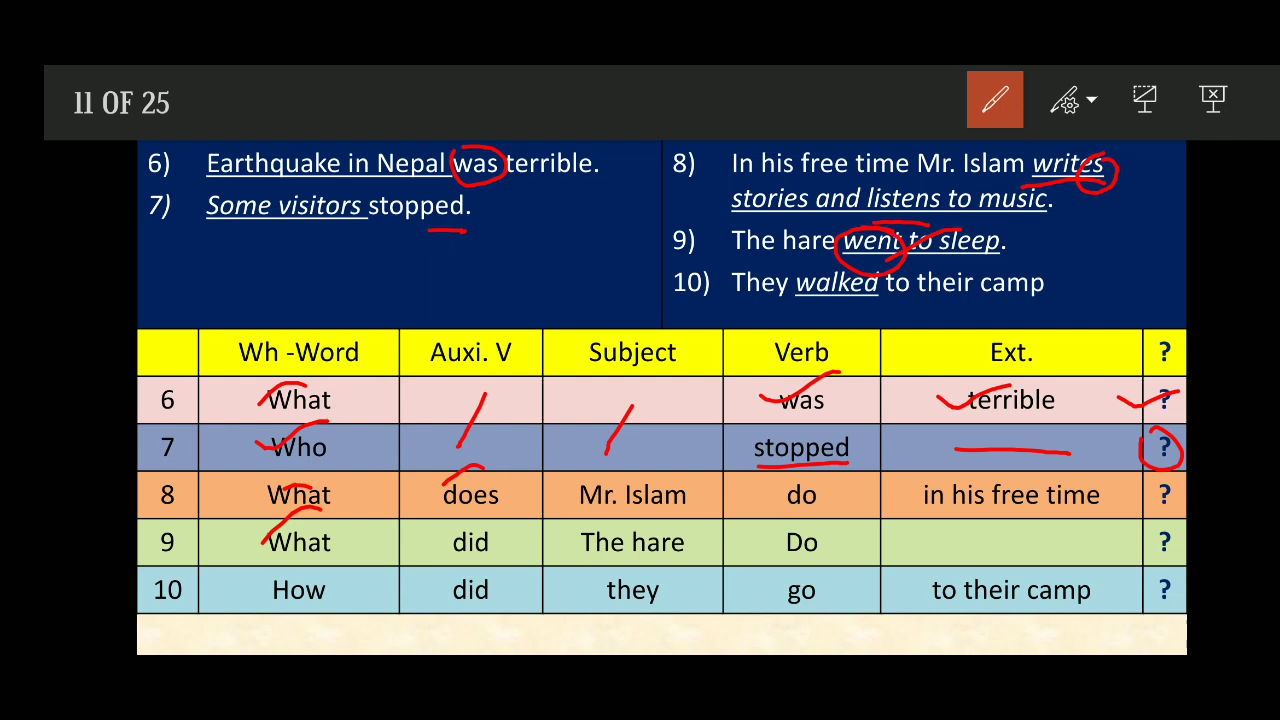 11 OF 25
6) Earthquake in Nepal was terrible.
7) Some visitors stopped.
8) In his free time Mr. Islam writes
stories and listens to music.
9) The hare went to sleep.
10) They walked to their camp
Wh -Word Auxi. V Subject Verb Ext. ?
6 What was terrible ?
7 Who stopped ?
8 What does Mr. Islam do in his free time ?
9 What did The hare Do ?
10 How did they go to their camp ?